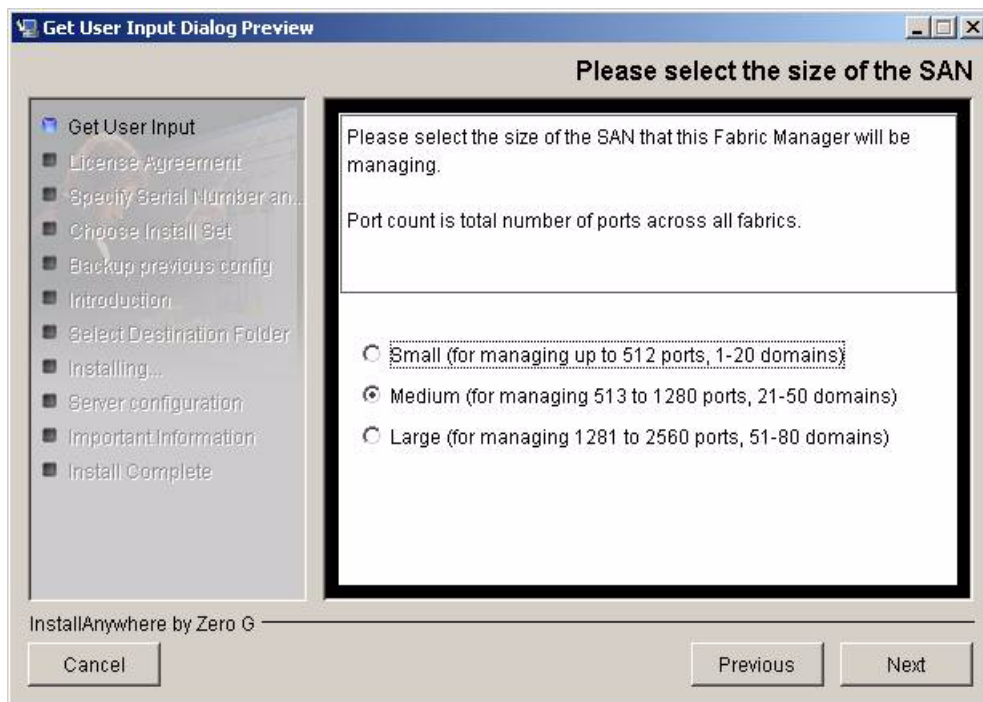 Get User Input Dialog Preview
Please select the size of the SAN
Get User Input
License Agreement
Specify Serial Number an...
Choose Install Set
Backup previous config
Introduction
Select Destination Folder
Installing...
Server configuration
Important Information
Install Complete
Please select the size of the SAN that this Fabric Manager will be
managing.
Port count is total number of ports across all fabrics.
Small (for managing up to 512 ports, 1-20 domains)
Medium (for managing 513 to 1280 ports, 21-50 domains)
Large (for managing 1281 to 2560 ports, 51-80 domains)
InstallAnywhere by Zero G
Cancel
Previous
Next